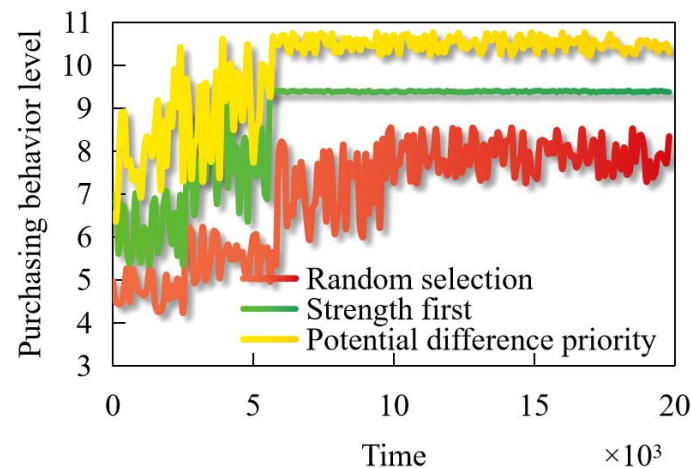 Purchasing behavior level
11
10
9
8
7
6
5
4
3
Random selection
Strength first
Potential difference priority
0 5 10 15 20
Time ×10³